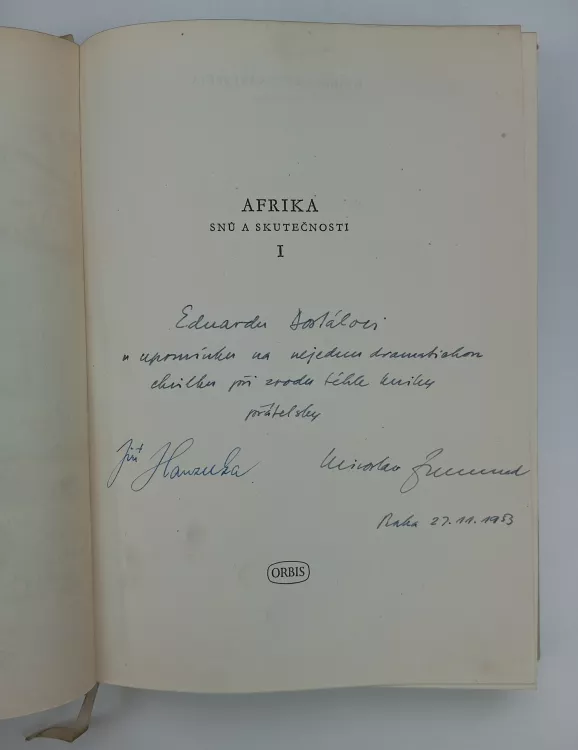 AFRIKA
SNŮ A SKUTEČNOSTI
I
Eduardu Dostálovi
u upomínku na nejednu dramatickou
chvilku při zrodu téhle knihy
přátelsky
Jiří Hanzelka
Miroslav Zikmund
Praha 27.11.1953
ORBIS